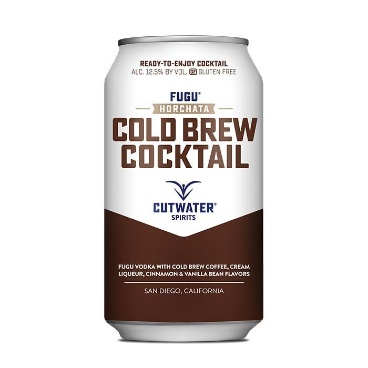 READY-TO-ENJOY COCKTAIL
ALC. 12.5% BY VOL. GLUTEN FREE
FUGU®
HORCHATA
COLD BREW
COCKTAIL
CUTWATER®
SPIRITS
FUGU VODKA WITH COLD BREW COFFEE, CREAM
LIQUEUR, CINNAMON & VANILLA BEAN FLAVORS
SAN DIEGO, CALIFORNIA